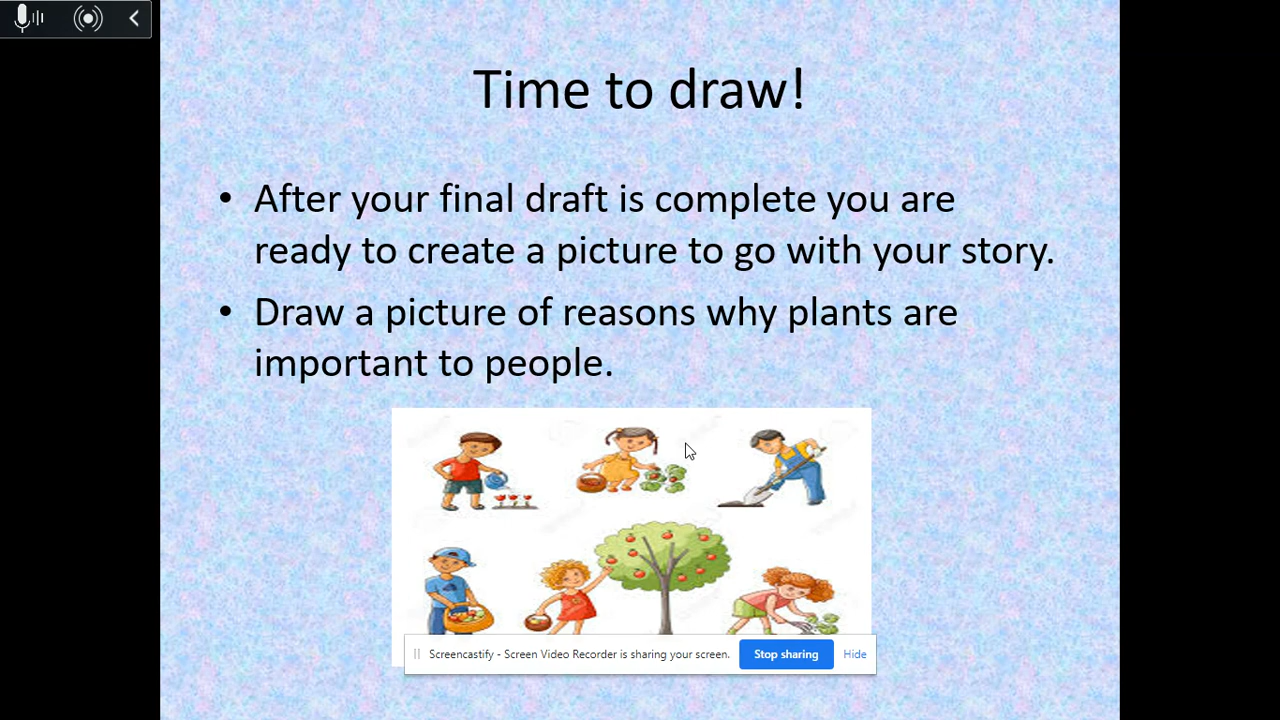 Time to draw!
• After your final draft is complete you are
ready to create a picture to go with your story.
• Draw a picture of reasons why plants are
important to people.
Screencastify - Screen Video Recorder is sharing your screen. Stop sharing Hide